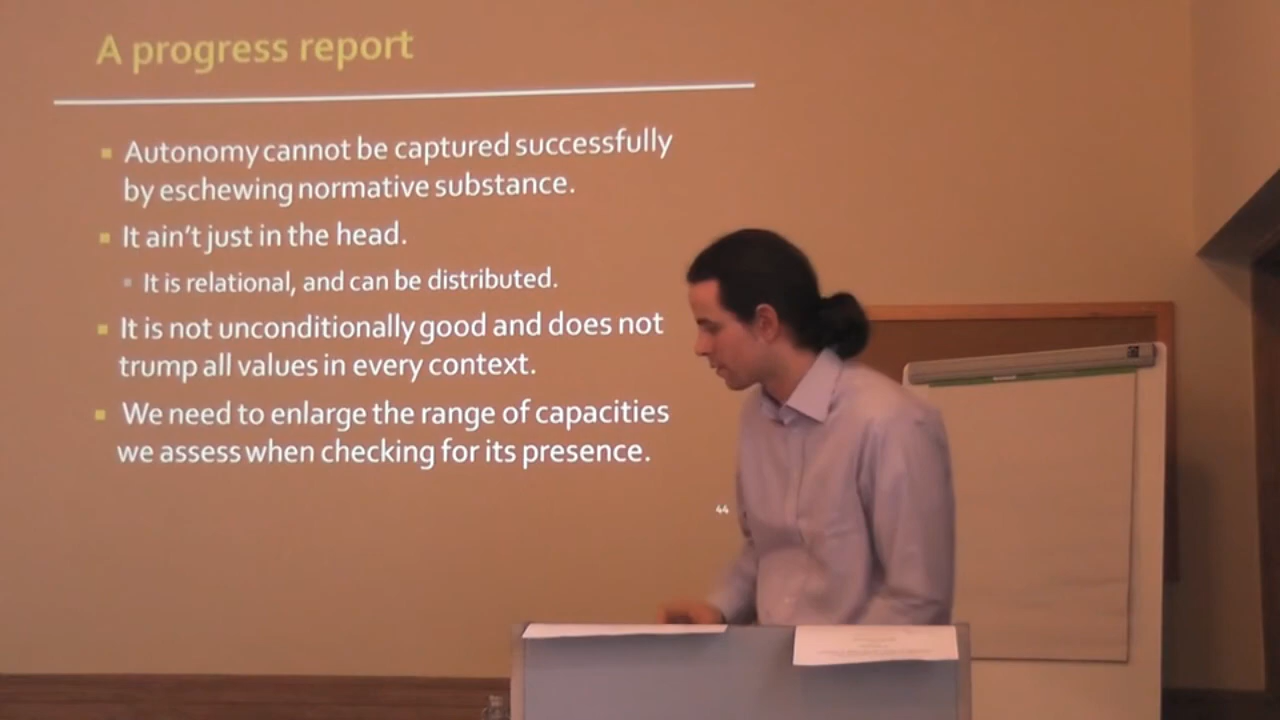 A progress report
Autonomy cannot be captured successfully
by eschewing normative substance.
It ain't just in the head.
It is relational, and can be distributed.
It is not unconditionally good and does not
trump all values in every context.
We need to enlarge the range of capacities
we assess when checking for its presence.
44